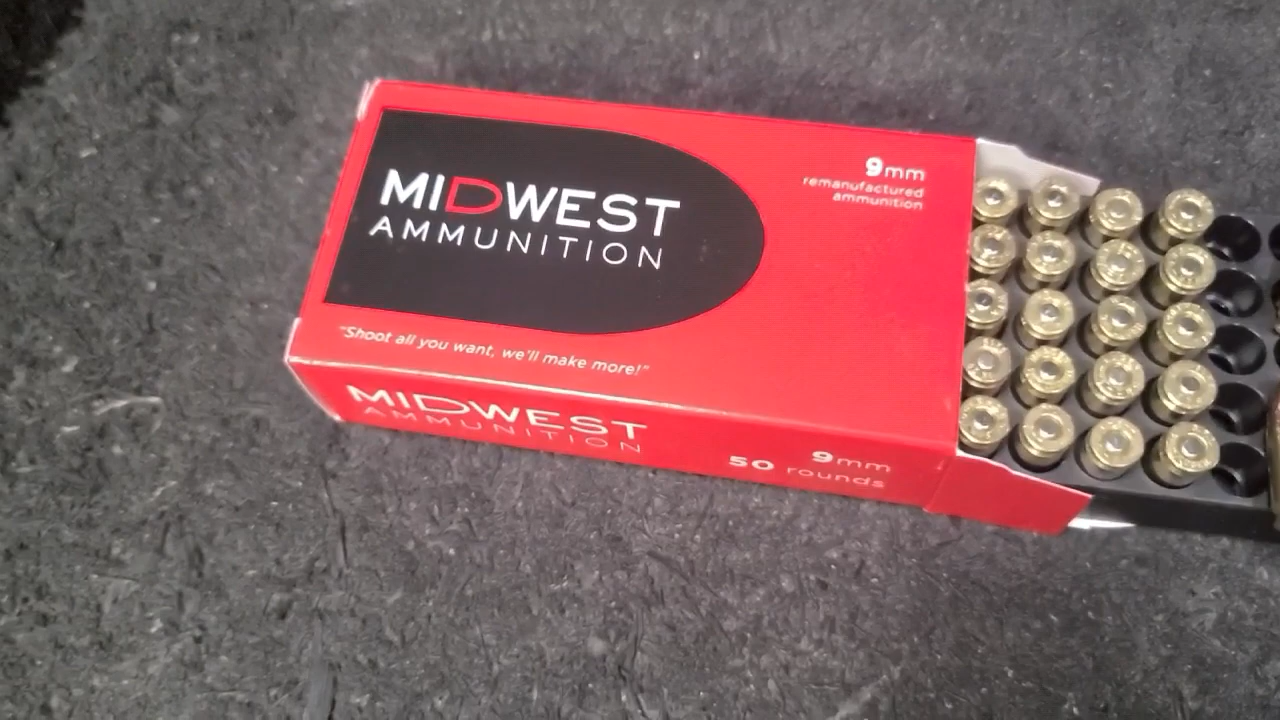 MIDWEST
AMMUNITION
9mm
remanufactured
ammunition
"Shoot all you want, we'll make more!"
MIDWEST
AMMUNITION
9mm
50 rounds